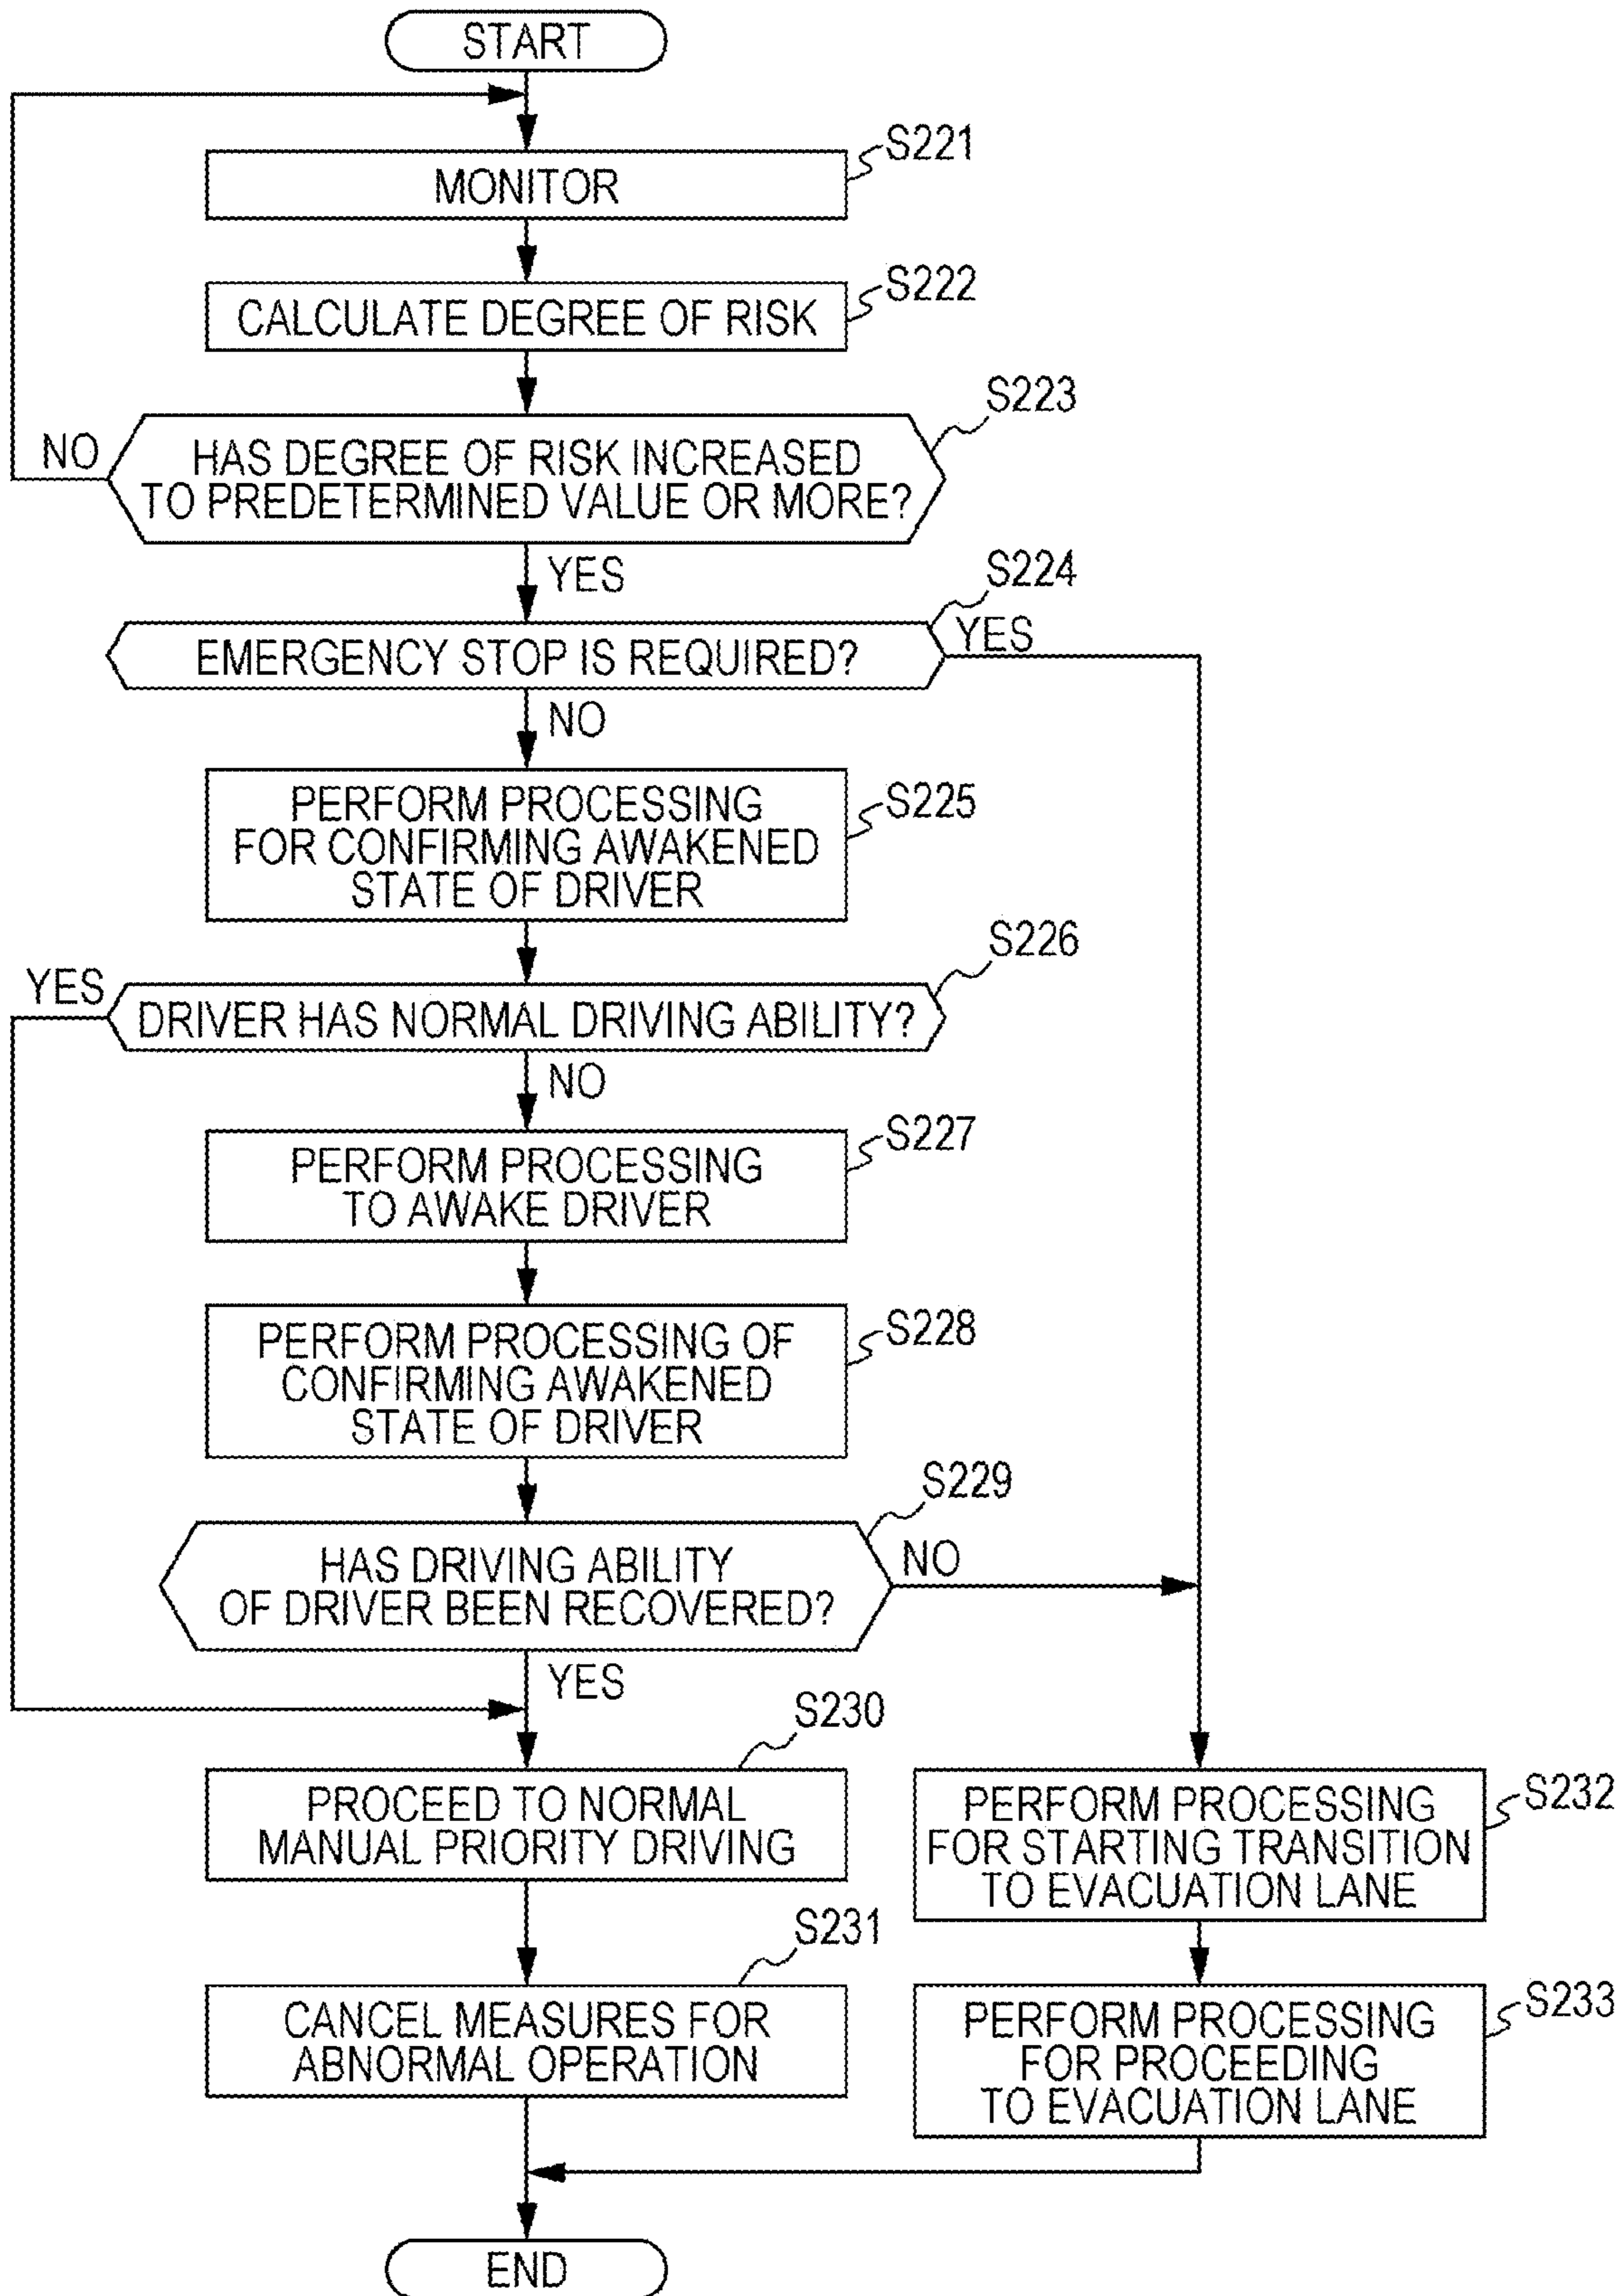 START
S221
MONITOR
S222
CALCULATE DEGREE OF RISK
S223
NO
HAS DEGREE OF RISK INCREASED
TO PREDETERMINED VALUE OR MORE?
YES
S224
EMERGENCY STOP IS REQUIRED?
YES
NO
PERFORM PROCESSING
FOR CONFIRMING AWAKENED
STATE OF DRIVER
S225
S226
YES
DRIVER HAS NORMAL DRIVING ABILITY?
NO
S227
PERFORM PROCESSING
TO AWAKE DRIVER
S228
PERFORM PROCESSING OF
CONFIRMING AWAKENED
STATE OF DRIVER
S229
HAS DRIVING ABILITY
OF DRIVER BEEN RECOVERED?
NO
YES
S230
PROCEED TO NORMAL
MANUAL PRIORITY DRIVING
S232
PERFORM PROCESSING
FOR STARTING TRANSITION
TO EVACUATION LANE
S231
CANCEL MEASURES FOR
ABNORMAL OPERATION
S233
PERFORM PROCESSING
FOR PROCEEDING
TO EVACUATION LANE
END